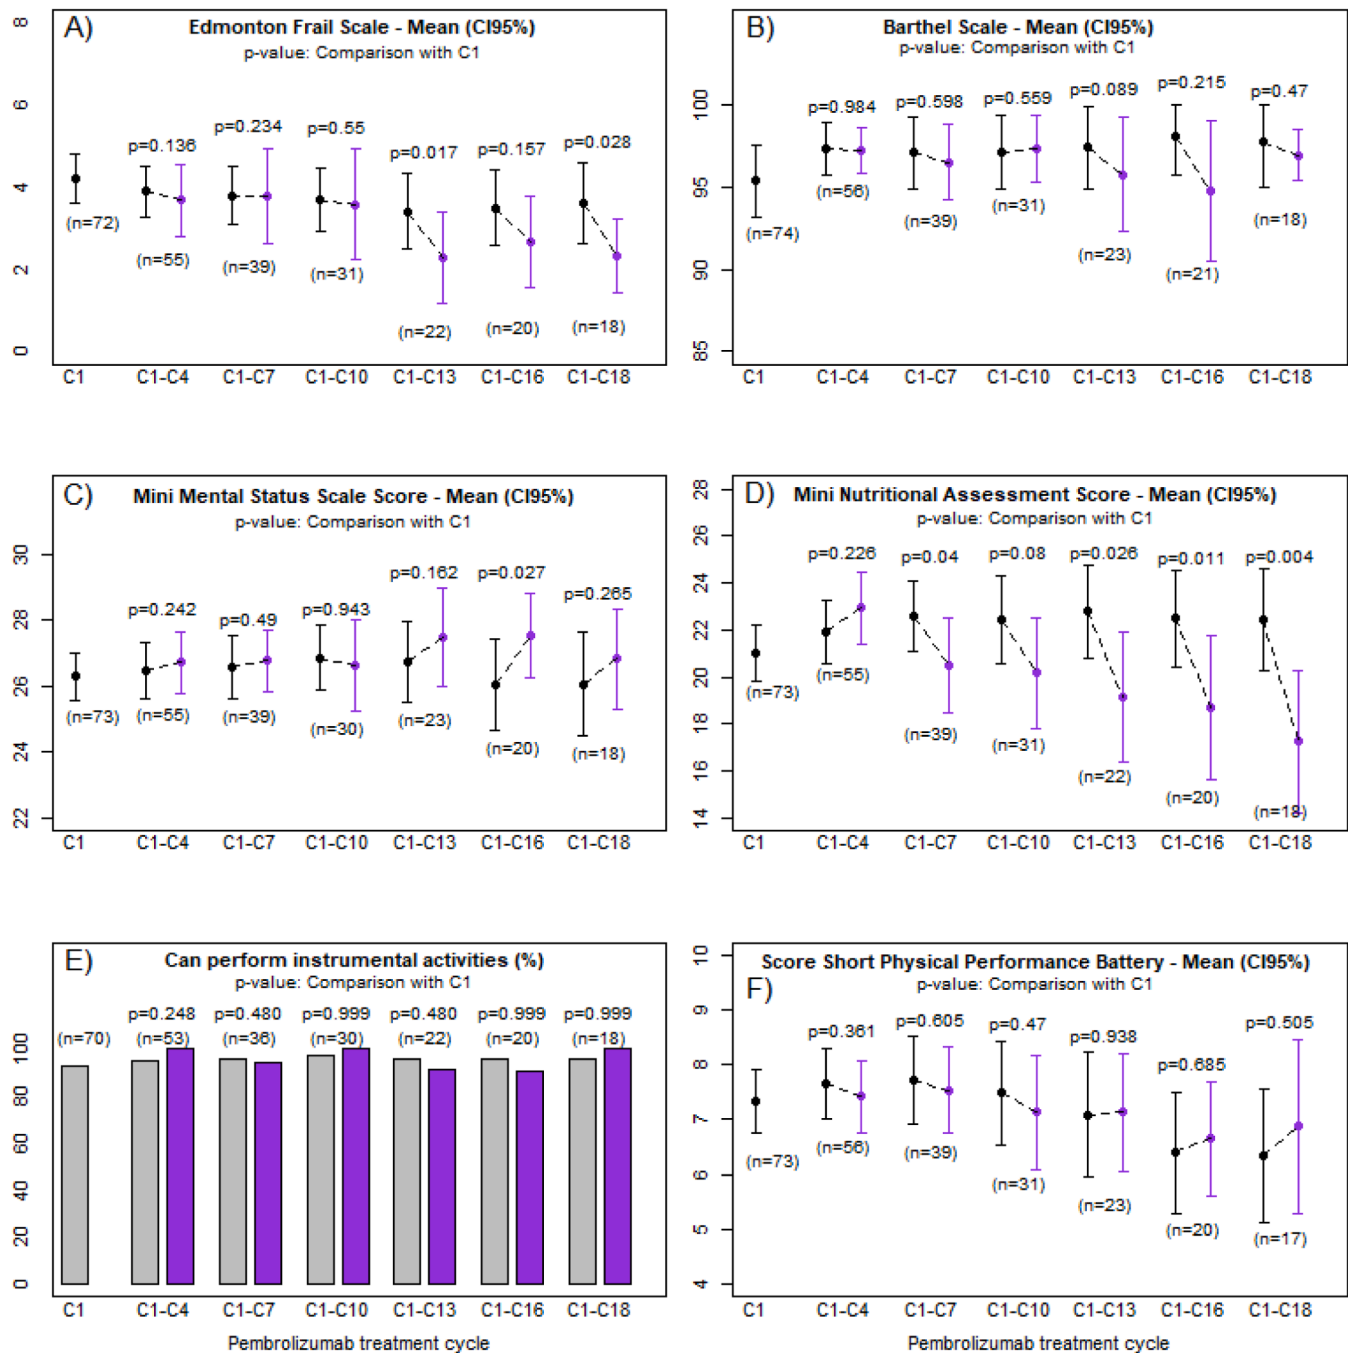 A)
Edmonton Frail Scale - Mean (CI95%)
p-value: Comparison with C1
8
6
4
2
0
p=0.136
p=0.234
p=0.55
p=0.017
p=0.157
p=0.028
(n=72)
(n=55)
(n=39)
(n=31)
(n=22)
(n=20)
(n=18)
C1 C1-C4 C1-C7 C1-C10 C1-C13 C1-C16 C1-C18
B)
Barthel Scale - Mean (CI95%)
p-value: Comparison with C1
100
95
90
85
p=0.984
p=0.598
p=0.559
p=0.089
p=0.215
p=0.47
(n=74)
(n=56)
(n=39)
(n=31)
(n=23)
(n=21)
(n=18)
C1 C1-C4 C1-C7 C1-C10 C1-C13 C1-C16 C1-C18
C)
Mini Mental Status Scale Score - Mean (CI95%)
p-value: Comparison with C1
30
28
26
24
22
p=0.242
p=0.49
p=0.943
p=0.162
p=0.027
p=0.265
(n=73)
(n=55)
(n=39)
(n=30)
(n=23)
(n=20)
(n=18)
C1 C1-C4 C1-C7 C1-C10 C1-C13 C1-C16 C1-C18
D)
Mini Nutritional Assessment Score - Mean (CI95%)
p-value: Comparison with C1
28
26
24
22
20
18
16
14
p=0.226
p=0.04
p=0.08
p=0.026
p=0.011
p=0.004
(n=73)
(n=55)
(n=39)
(n=31)
(n=22)
(n=20)
(n=18)
C1 C1-C4 C1-C7 C1-C10 C1-C13 C1-C16 C1-C18
E)
Can perform instrumental activities (%)
p-value: Comparison with C1
p=0.248 p=0.480 p=0.999 p=0.480 p=0.999 p=0.999
(n=70) (n=53) (n=36) (n=30) (n=22) (n=20) (n=18)
100
80
60
40
20
0
C1 C1-C4 C1-C7 C1-C10 C1-C13 C1-C16 C1-C18
Pembrolizumab treatment cycle
F)
Score Short Physical Performance Battery - Mean (CI95%)
p-value: Comparison with C1
10
9
8
7
6
5
4
p=0.361
p=0.605
p=0.47
p=0.938
p=0.685
p=0.505
(n=73)
(n=56)
(n=39)
(n=31)
(n=23)
(n=20)
(n=17)
C1 C1-C4 C1-C7 C1-C10 C1-C13 C1-C16 C1-C18
Pembrolizumab treatment cycle